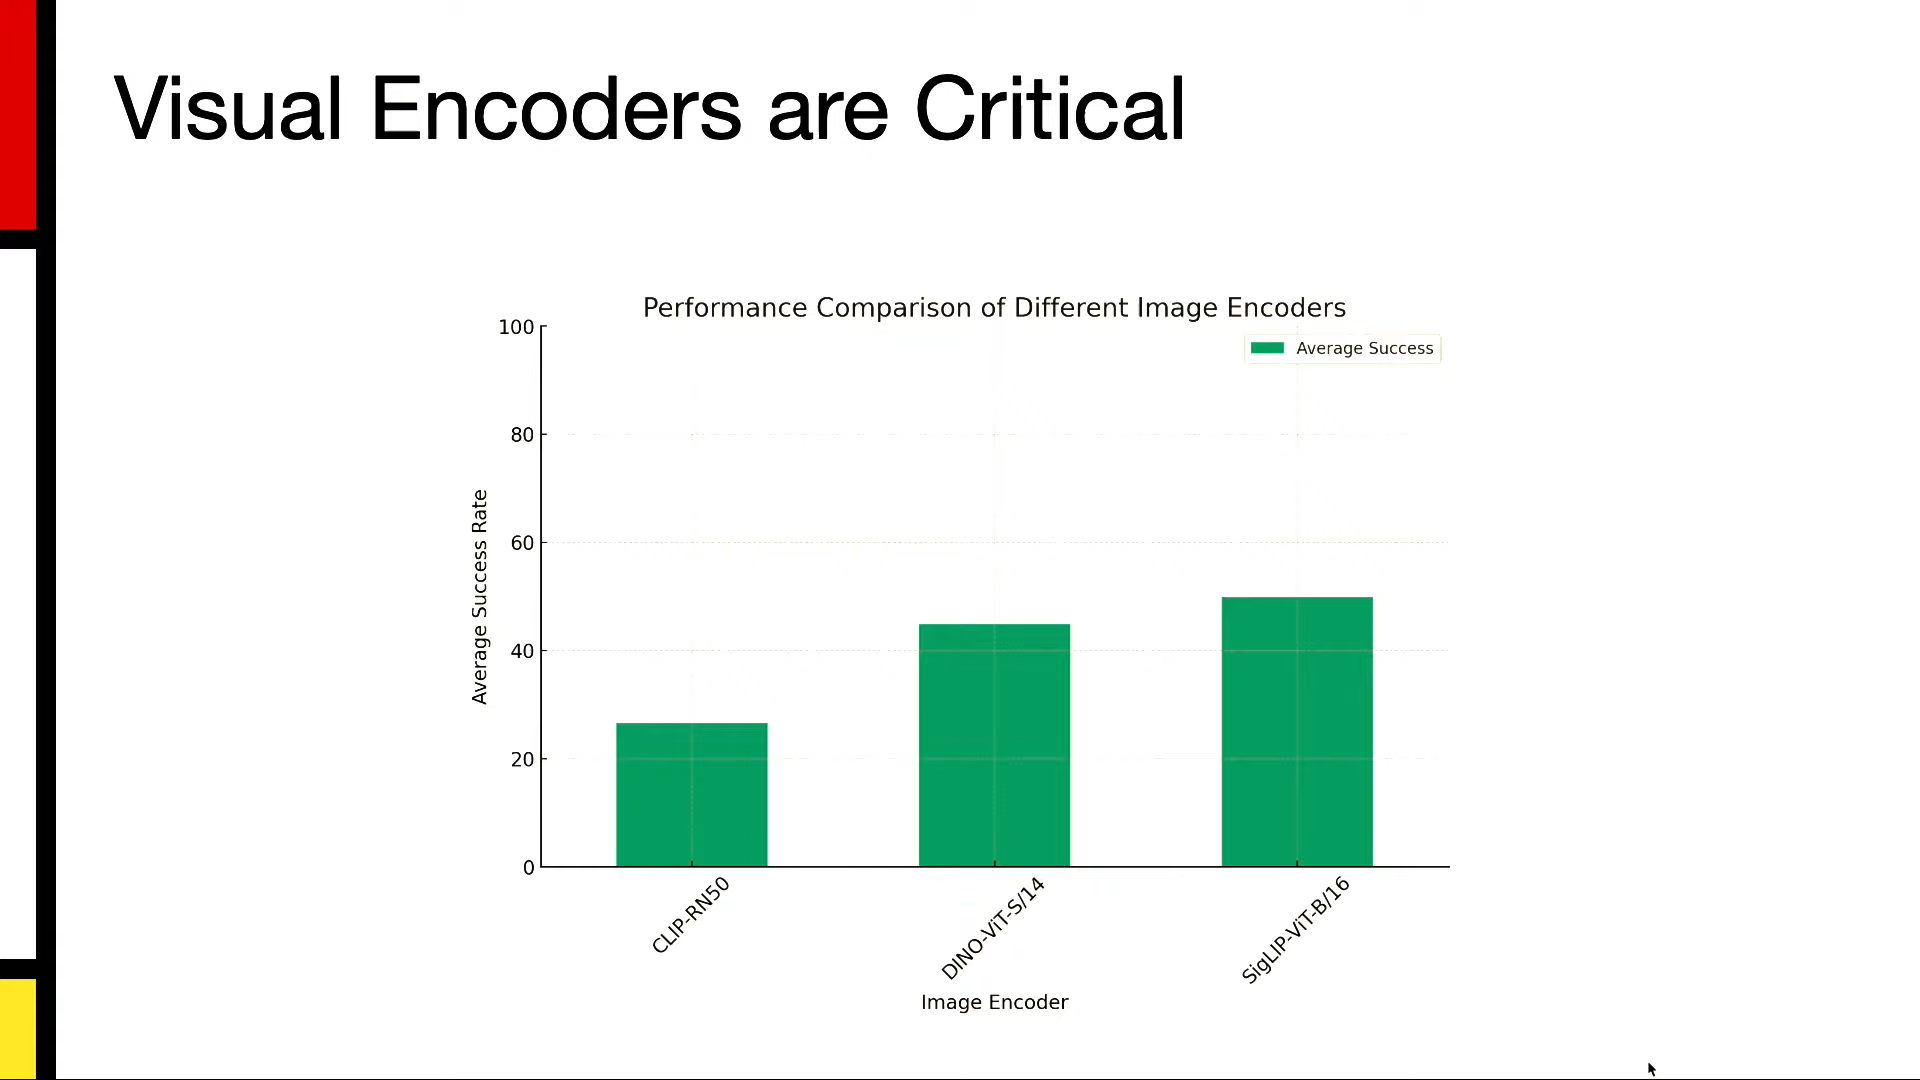 Visual Encoders are Critical
Performance Comparison of Different Image Encoders
Average Success
100
80
60
40
20
0
Average Success Rate
CLIP-RN50
DINO-ViT-S/14
SigLIP-ViT-B/16
Image Encoder